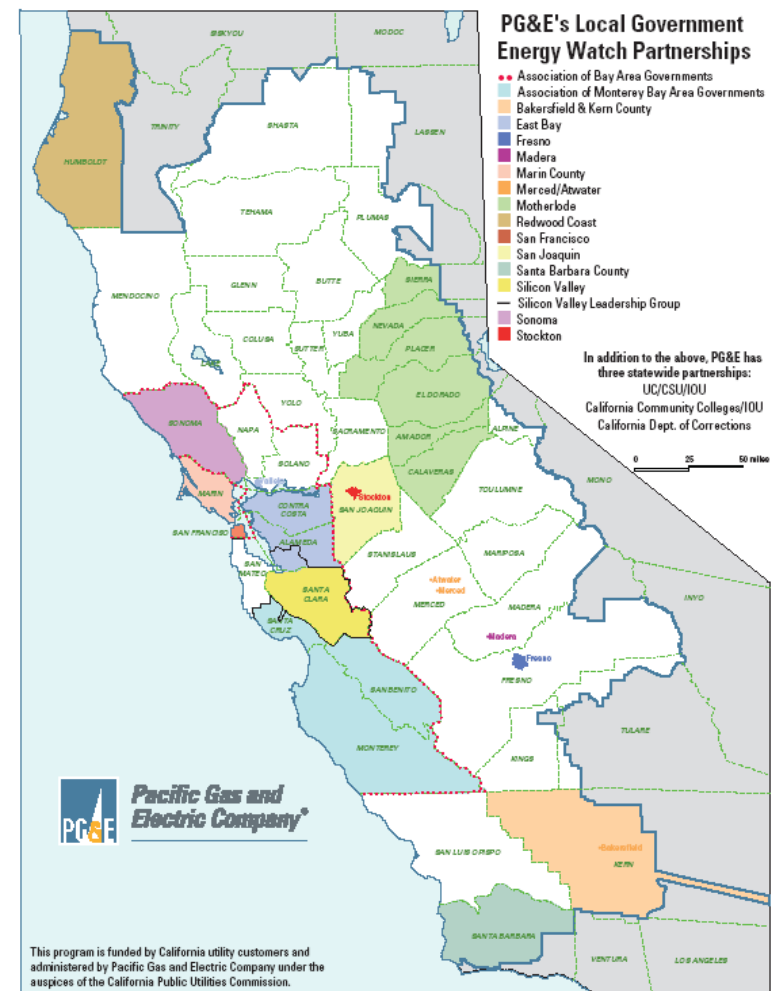 PG&E's Local Government
Energy Watch Partnerships
Association of Bay Area Governments
Association of Monterey Bay Area Governments
Bakersfield & Kern County
East Bay
Fresno
Madera
Marin County
Merced/Atwater
Motherlode
Redwood Coast
San Francisco
San Joaquin
Santa Barbara County
Silicon Valley
Silicon Valley Leadership Group
Sonoma
Stockton
In addition to the above, PG&E has
three statewide partnerships:
UC/CSU/IOU
California Community Colleges/IOU
California Dept. of Corrections
0 25 50 miles
SISKYOU
MODOC
SHASTA
TRINITY
LASSEN
HUMBOLDT
TEHAMA
PLUMAS
MENDOCINO
GLENN
BUTTE
SIERRA
NEVADA
COLUSA
SUTTER
YUBA
PLACER
LAKE
YOLO
EL DORADO
SONOMA
NAPA
SACRAMENTO
ALPINE
AMADOR
SOLANO
CALAVERAS
MONO
Vallejo
MARIN
Stockton
TOULUMNE
CONTRA
COSTA
SAN JOAQUIN
SAN FRANCISO
ALAMEDA
STANISLAUS
MARIPOSA
SAN
MATEO
Atwater
Merced
SANTA
CLARA
MERCED
MADERA
INYO
SANTA
CRUZ
Madera
Fresno
FRESNO
SAN BENITO
TULARE
MONTEREY
KINGS
PG&E
Pacific Gas and
Electric Company®
SAN LUIS OPISPO
Bakersfield
KERN
SANTA BARBARA
VENTURA
LOS ANGELES
This program is funded by California utility customers and
administered by Pacific Gas and Electric Company under the
auspices of the California Public Utilities Commission.